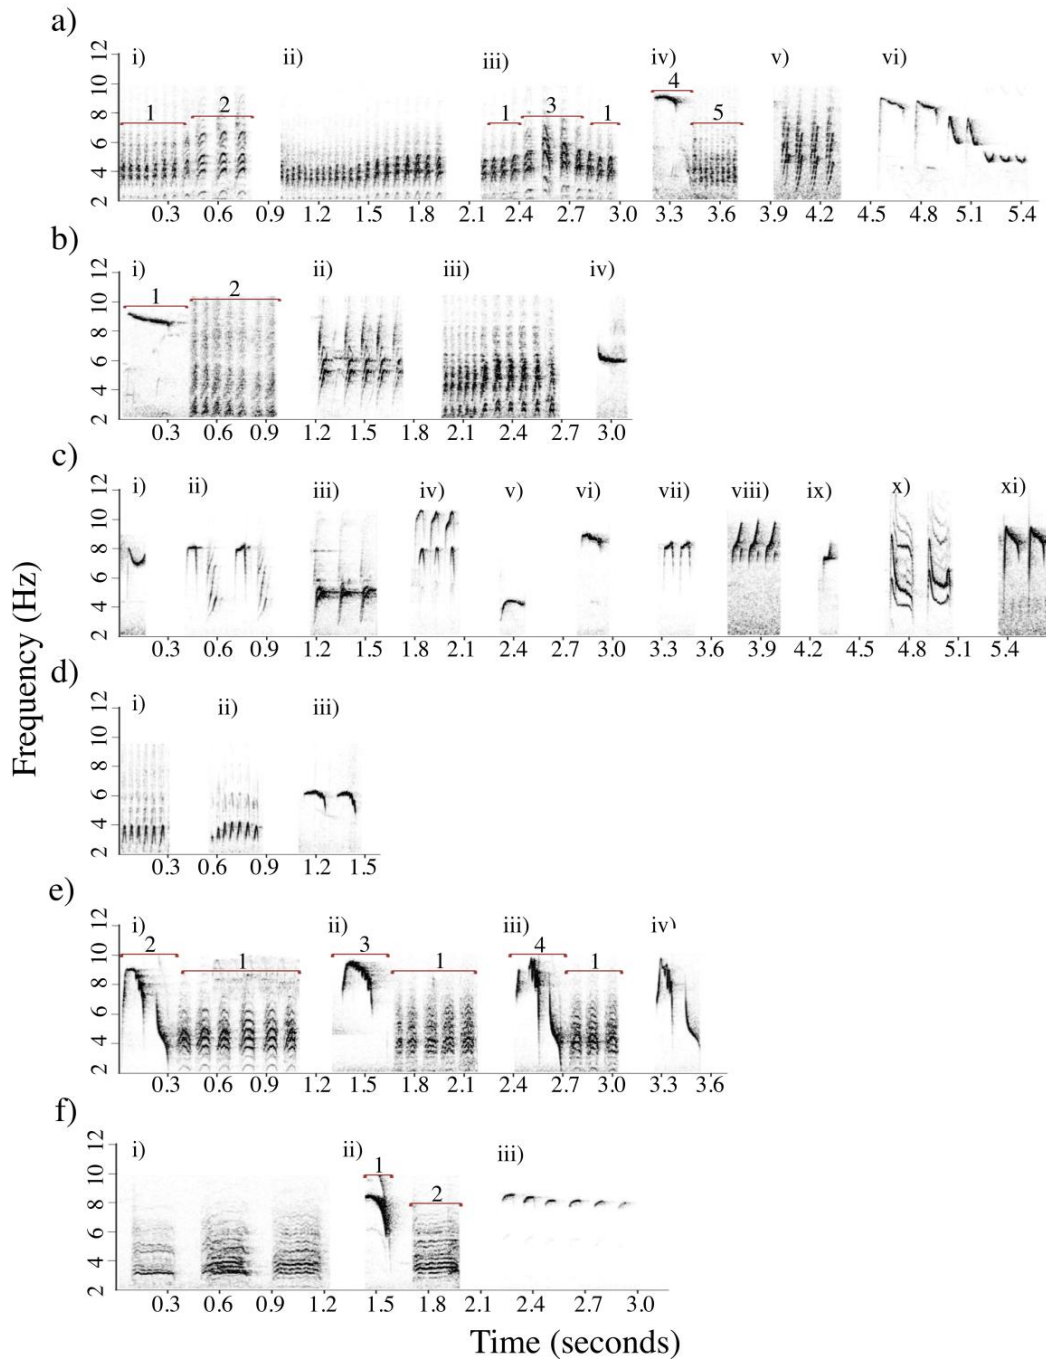 a)
i) ii) iii) iv) v) vi)
1 2 1 3 1 4 5
2 4 6 8 10 12
0.3 0.6 0.9 1.2 1.5 1.8 2.1 2.4 2.7 3.0 3.3 3.6 3.9 4.2 4.5 4.8 5.1 5.4
b)
i) ii) iii) iv)
1 2
2 4 6 8 10 12
0.3 0.6 0.9 1.2 1.8 2.1 2.4 2.7 3.0
c)
i) ii) iii) iv) v) vi) vii) viii) ix) x) xi)
2 4 6 8 10 12
0.3 0.6 0.9 1.2 1.5 1.8 2.1 2.4 2.7 3.0 3.3 3.6 3.9 4.2 4.5 4.8 5.1 5.4
d)
i) ii) iii)
2 4 6 8 10 12
0.3 0.6 0.9 1.2 1.5
e)
i) ii) iii) iv)
2 1 3 1 4 1
2 4 6 8 10 12
0.3 0.6 0.9 1.2 1.5 1.8 2.1 2.4 2.7 3.0 3.3 3.6
f)
i) ii) iii)
1 2
2 4 6 8 10 12
0.3 0.6 0.9 1.2 1.5 1.8 2.1 2.4 2.7 3.0
Frequency (Hz)
Time (seconds)